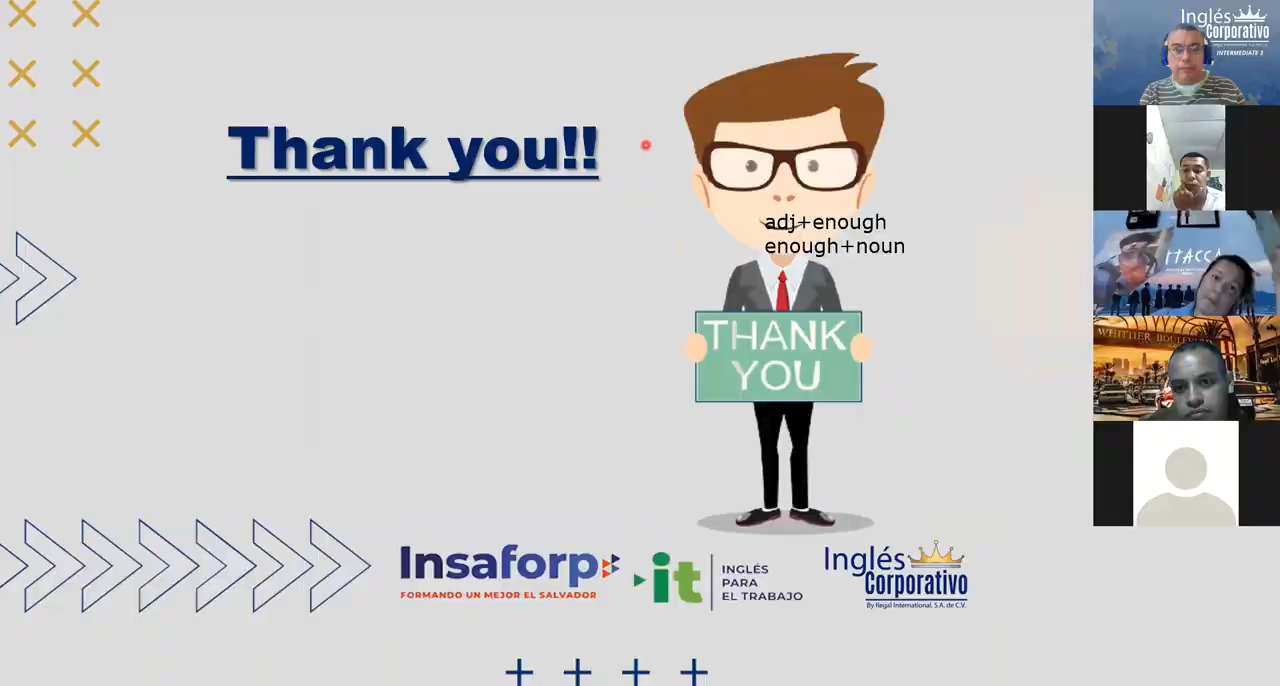 Thank you!!
adj+enough
enough+noun
THANK
YOU
Insaforp
FORMANDO UN MEJOR EL SALVADOR
it
INGLÉS
PARA
EL TRABAJO
Inglés
Corporativo
By Regal International, S.A. de C.V.
Inglés
Corporativo
INTERMEDIATE 3
WHITTIER BOULEVARD